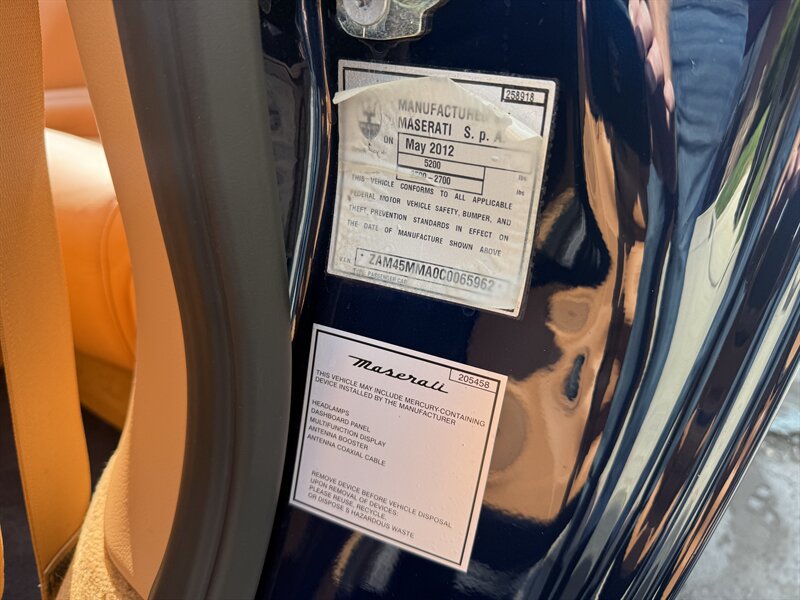 258918
MANUFACTURED
MASERATI S. p. A.
ON May 2012
5200 lbs
2500-2700 lbs
THIS VEHICLE CONFORMS TO ALL APPLICABLE
FEDERAL MOTOR VEHICLE SAFETY, BUMPER, AND
THEFT PREVENTION STANDARDS IN EFFECT ON
THE DATE OF MANUFACTURE SHOWN ABOVE
V.I.N. * ZAM45MMA0C0065962
TYPE: PASSENGER CAR
Maserati
205458
THIS VEHICLE MAY INCLUDE MERCURY-CONTAINING
DEVICE INSTALLED BY THE MANUFACTURER
HEADLAMPS
DASHBOARD PANEL
MULTIFUNCTION DISPLAY
ANTENNA BOOSTER
ANTENNA COAXIAL CABLE
REMOVE DEVICE BEFORE VEHICLE DISPOSAL
UPON REMOVAL OF DEVICES:
PLEASE REUSE, RECYCLE,
OR DISPOSE S HAZARDOUS WASTE